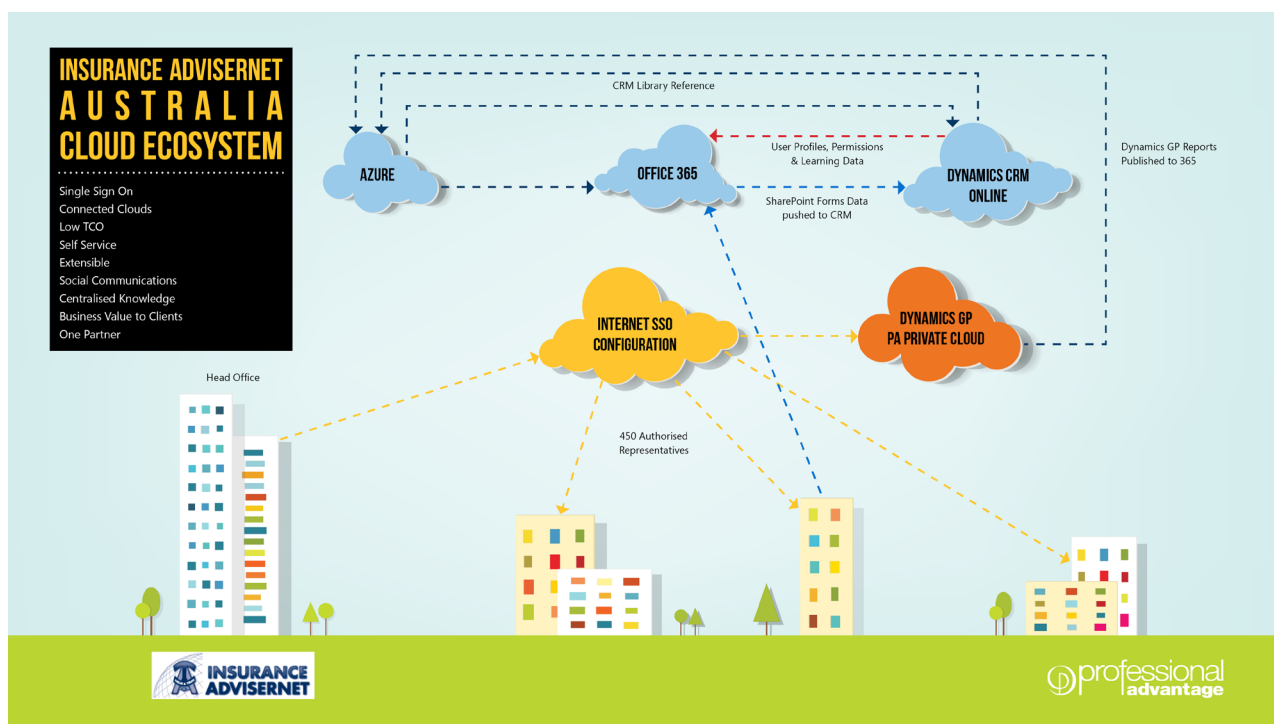 INSURANCE ADVISERNET
AUSTRALIA
CLOUD ECOSYSTEM
Single Sign On
Connected Clouds
Low TCO
Self Service
Extensible
Social Communications
Centralised Knowledge
Business Value to Clients
One Partner
CRM Library Reference
AZURE
OFFICE 365
User Profiles, Permissions
& Learning Data
SharePoint Forms Data
pushed to CRM
DYNAMICS CRM
ONLINE
Dynamics GP Reports
Published to 365
INTERNET SSO
CONFIGURATION
DYNAMICS GP
PA PRIVATE CLOUD
Head Office
450 Authorised
Representatives
INSURANCE
ADVISERNET
professional
advantage